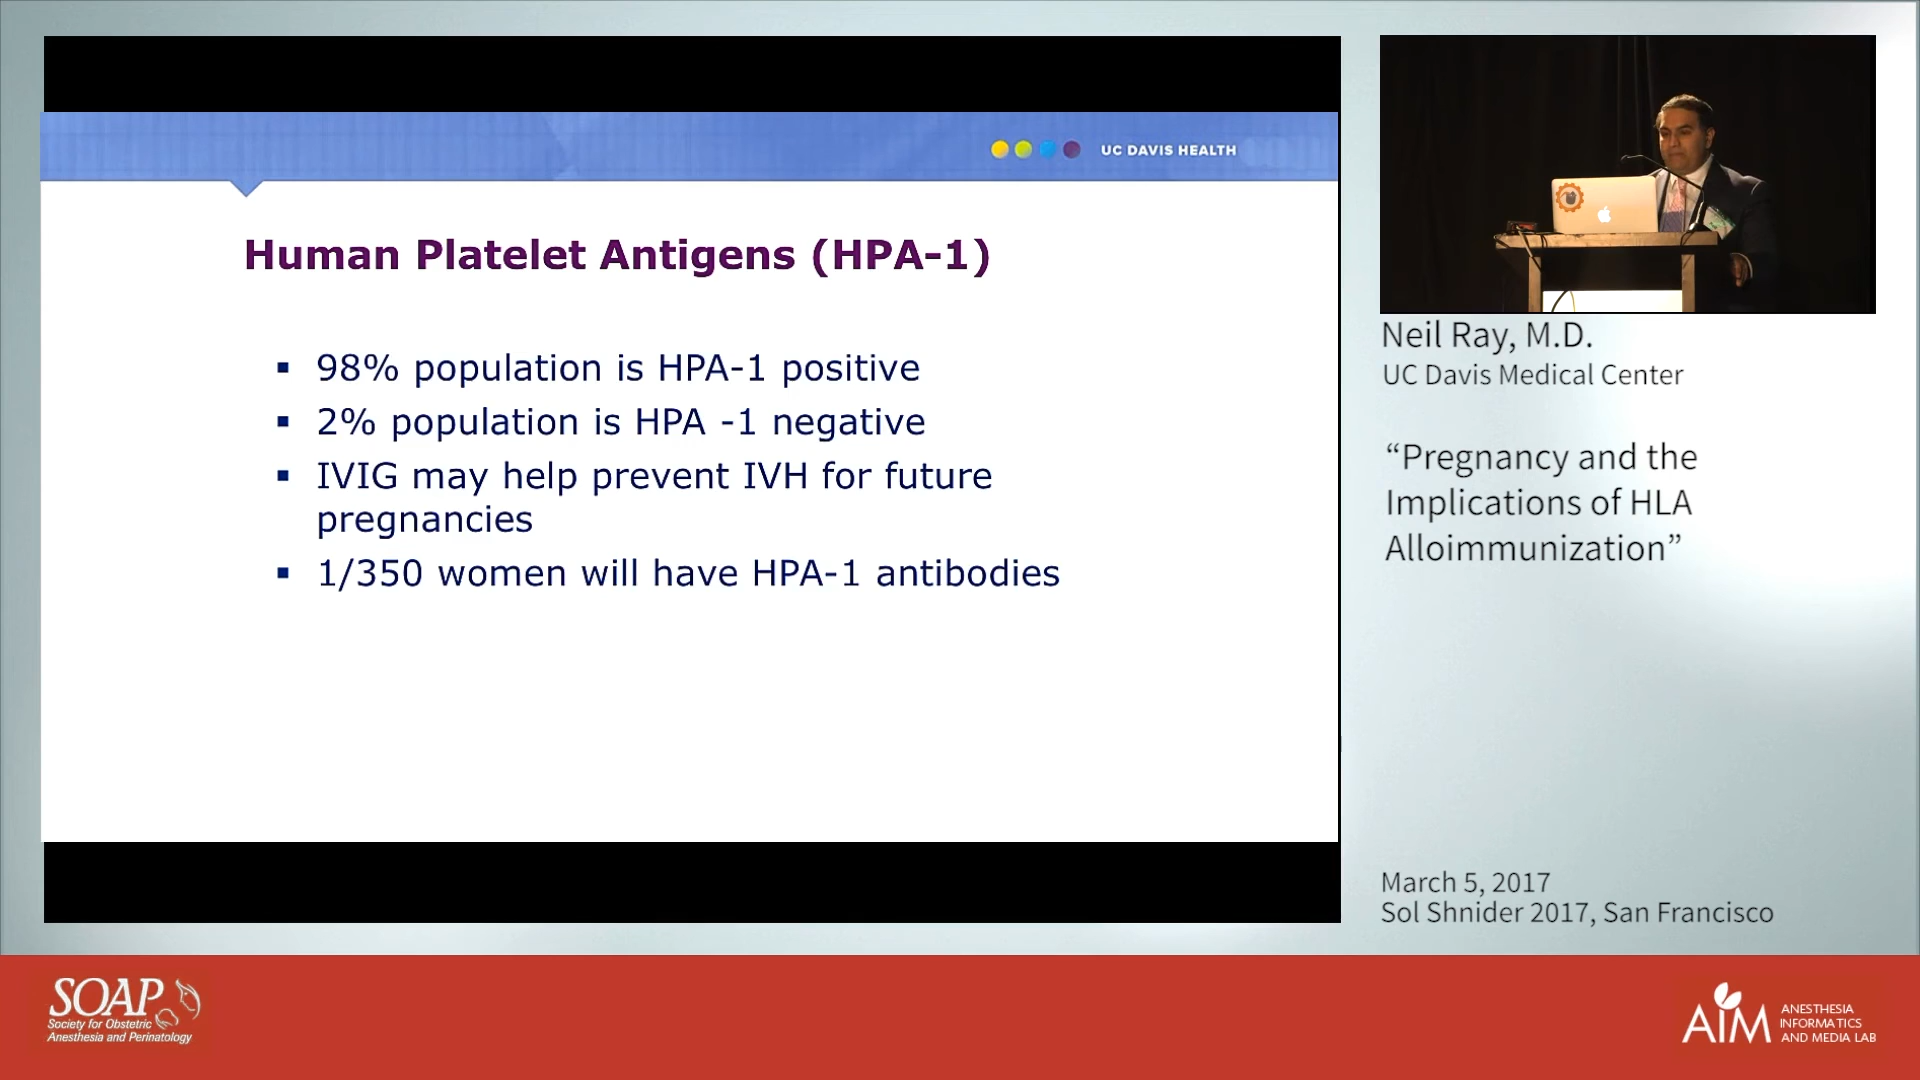 UC DAVIS HEALTH
Human Platelet Antigens (HPA-1)
▪ 98% population is HPA-1 positive
▪ 2% population is HPA -1 negative
▪ IVIG may help prevent IVH for future
pregnancies
▪ 1/350 women will have HPA-1 antibodies
Neil Ray, M.D.
UC Davis Medical Center
“Pregnancy and the
Implications of HLA
Alloimmunization”
March 5, 2017
Sol Shnider 2017, San Francisco
SOAP
Society for Obstetric
Anesthesia and Perinatology
AIM
ANESTHESIA
INFORMATICS
AND MEDIA LAB